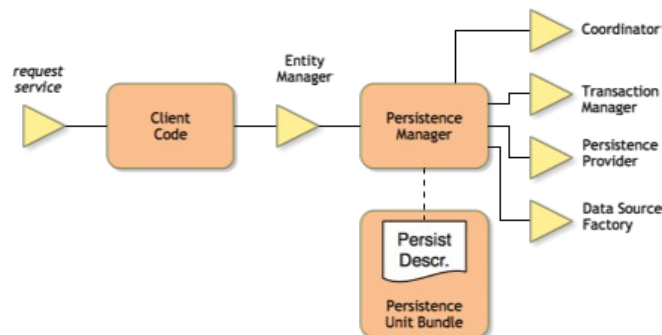 request
service
Client
Code
Entity
Manager
Persistence
Manager
Coordinator
Transaction
Manager
Persistence
Provider
Data Source
Factory
Persist
Descr.
Persistence
Unit Bundle